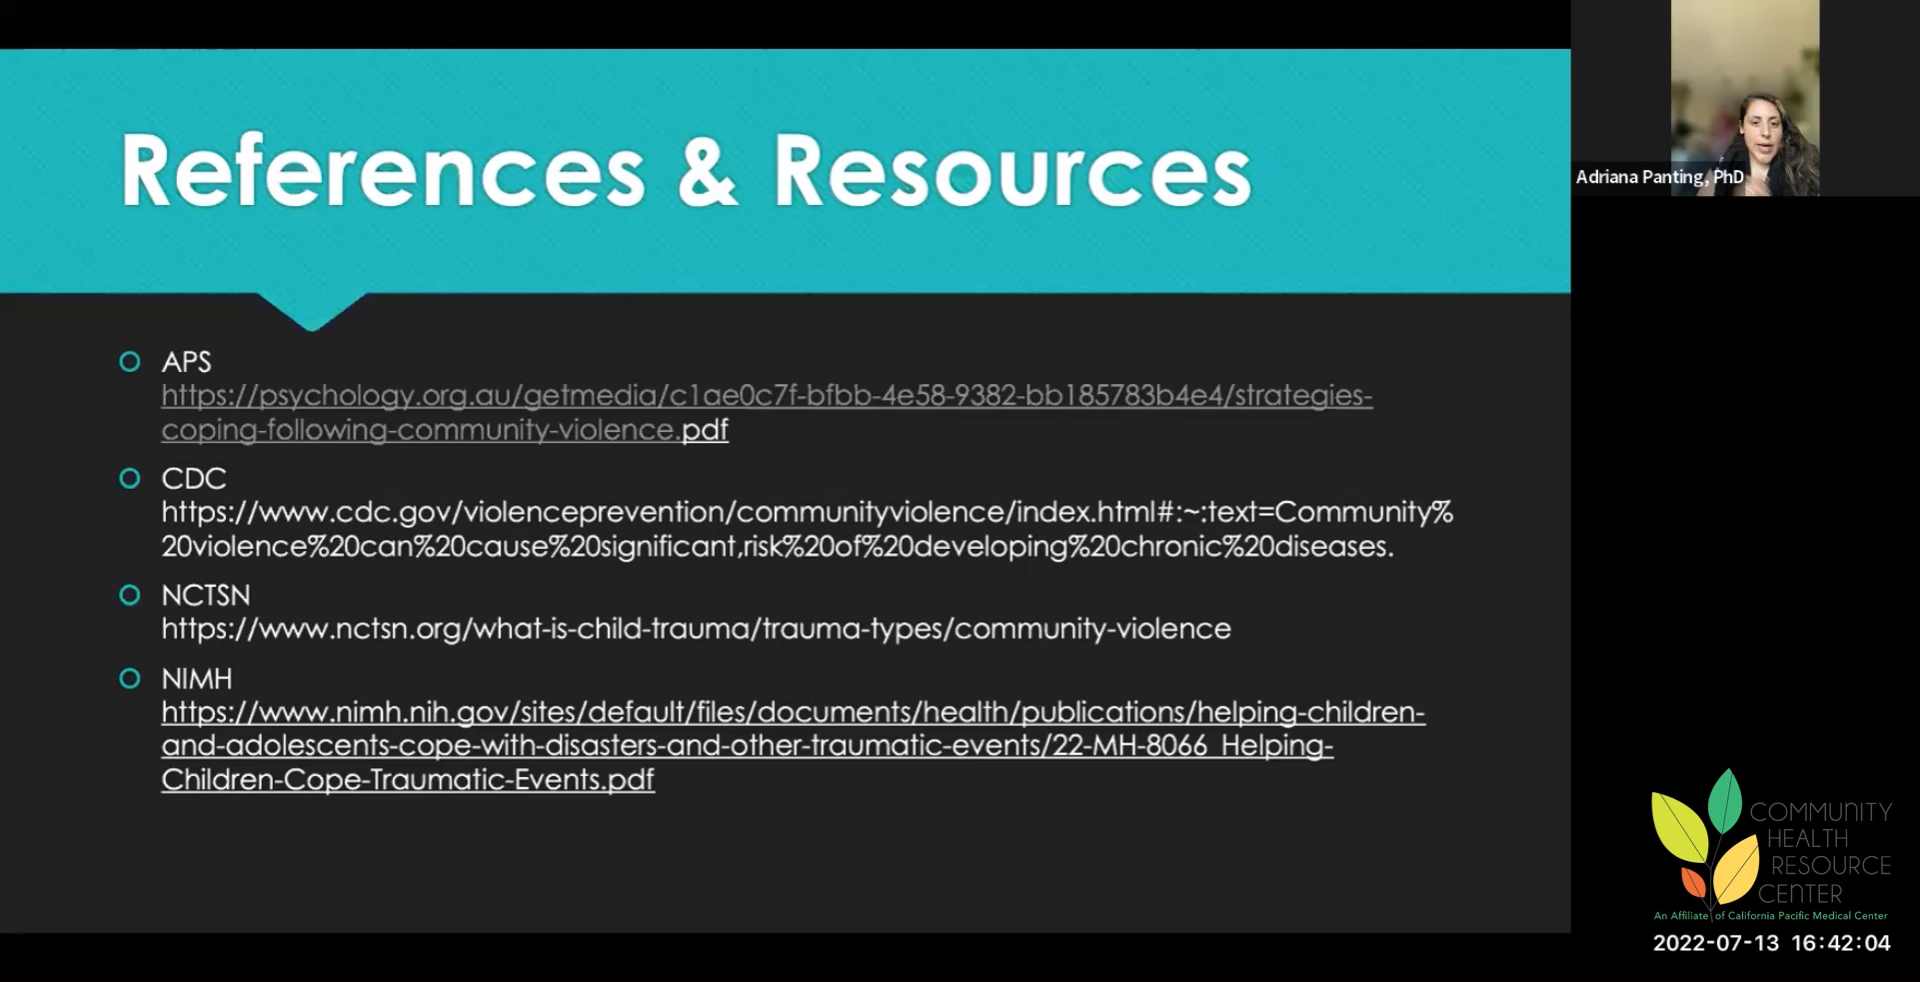 References & Resources
APS
https://psychology.org.au/getmedia/c1ae0c7f-bfbb-4e58-9382-bb185783b4e4/strategies-
coping-following-community-violence.pdf
CDC
https://www.cdc.gov/violenceprevention/communityviolence/index.html#:~:text=Community%
20violence%20can%20cause%20significant,risk%20of%20developing%20chronic%20diseases.
NCTSN
https://www.nctsn.org/what-is-child-trauma/trauma-types/community-violence
NIMH
https://www.nimh.nih.gov/sites/default/files/documents/health/publications/helping-children-
and-adolescents-cope-with-disasters-and-other-traumatic-events/22-MH-8066_Helping-
Children-Cope-Traumatic-Events.pdf
Adriana Panting, PhD
COMMUNITY
HEALTH
RESOURCE
CENTER
An Affiliate of California Pacific Medical Center
2022-07-13 16:42:04